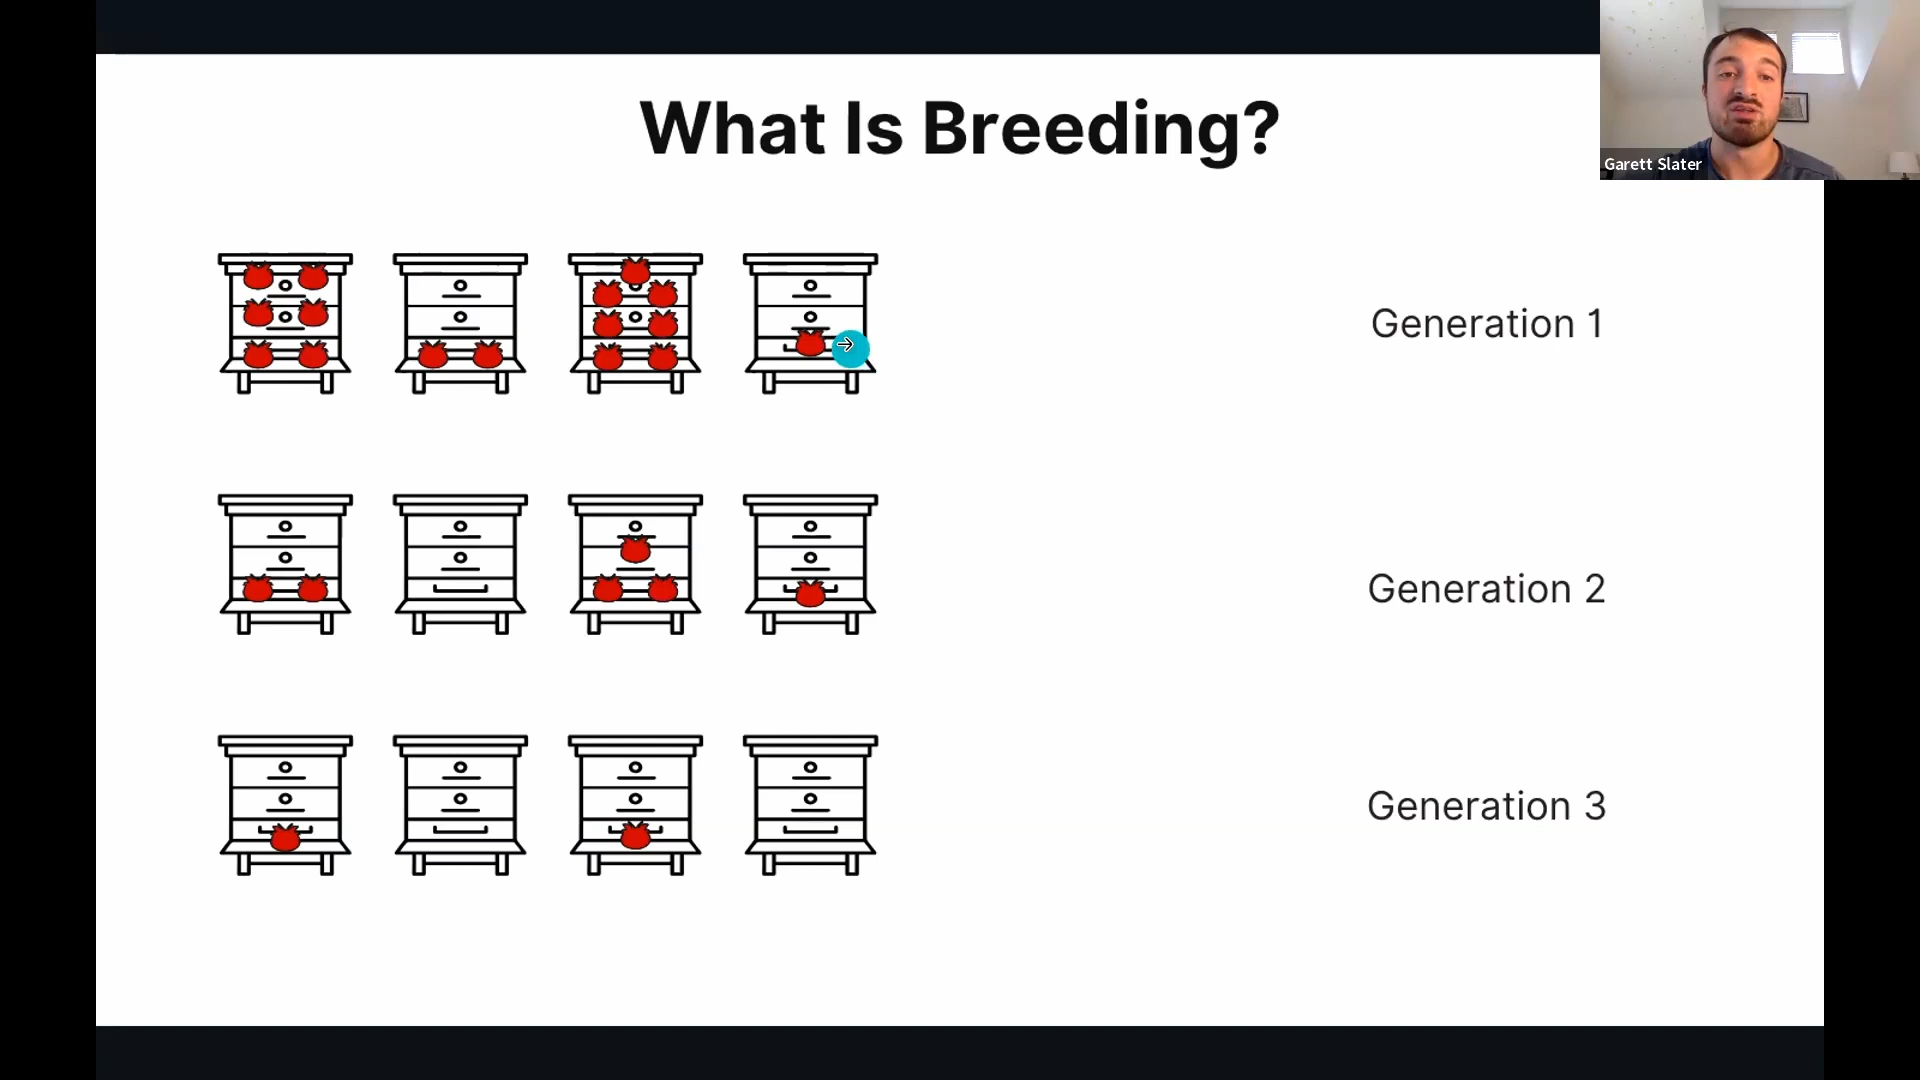 What Is Breeding?
Garett Slater
Generation 1
Generation 2
Generation 3